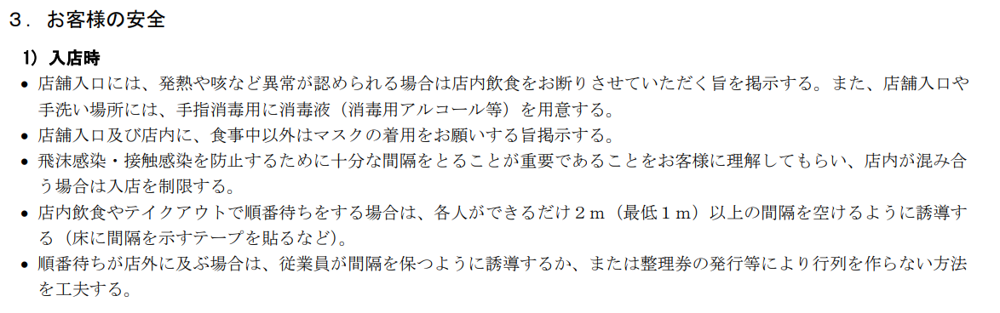 ３．お客様の安全
1) 入店時
● 店舗入口には、発熱や咳など異常が認められる場合は店内飲食をお断りさせていただく旨を掲示する。また、店舗入口や
手洗い場所には、手指消毒用に消毒液（消毒用アルコール等）を用意する。
● 店舗入口及び店内に、食事中以外はマスクの着用をお願いする旨掲示する。
● 飛沫感染・接触感染を防止するために十分な間隔をとることが重要であることをお客様に理解してもらい、店内が混み合
う場合は入店を制限する。
● 店内飲食やテイクアウトで順番待ちをする場合は、各人ができるだけ２ｍ（最低１ｍ）以上の間隔を空けるように誘導す
る（床に間隔を示すテープを貼るなど）。
● 順番待ちが店外に及ぶ場合は、従業員が間隔を保つように誘導するか、または整理券の発行等により行列を作らない方法
を工夫する。